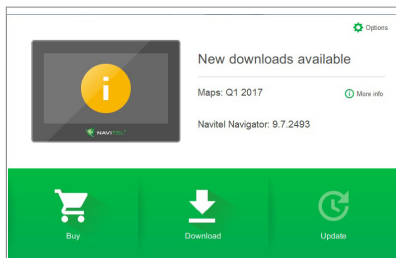 Options
New downloads available
Maps: Q1 2017
More info
Navitel Navigator: 9.7.2493
NAVITEL
Buy
Download
Update